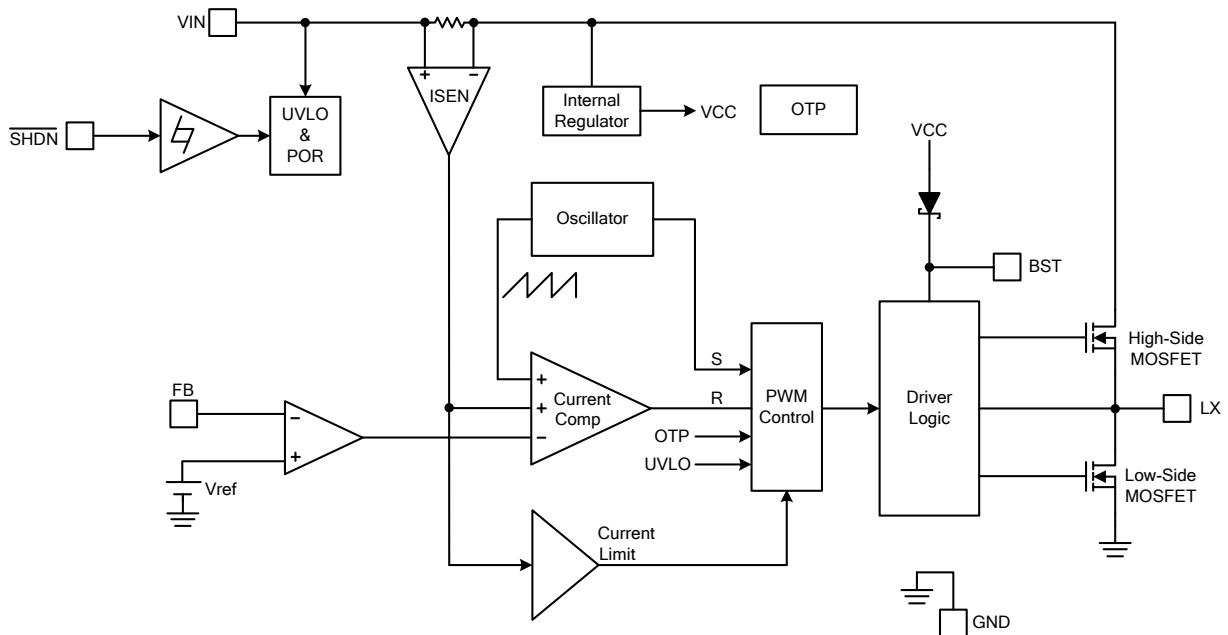 VIN
+ −
ISEN
SHDN
UVLO
&
POR
Internal
Regulator
VCC
OTP
VCC
Oscillator
BST
High-Side
MOSFET
FB
−
+
Vref
+
+
−
Current
Comp
S
R
OTP
UVLO
PWM
Control
Driver
Logic
LX
Low-Side
MOSFET
Current
Limit
GND